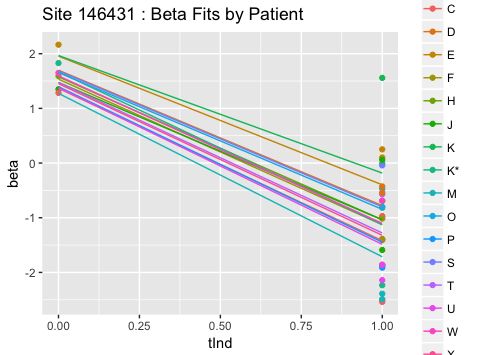 Site 146431 : Beta Fits by Patient
beta
2
1
0
-1
-2
0.00
0.25
0.50
0.75
1.00
tInd
C
D
E
F
H
J
K
K*
M
O
P
S
T
U
W